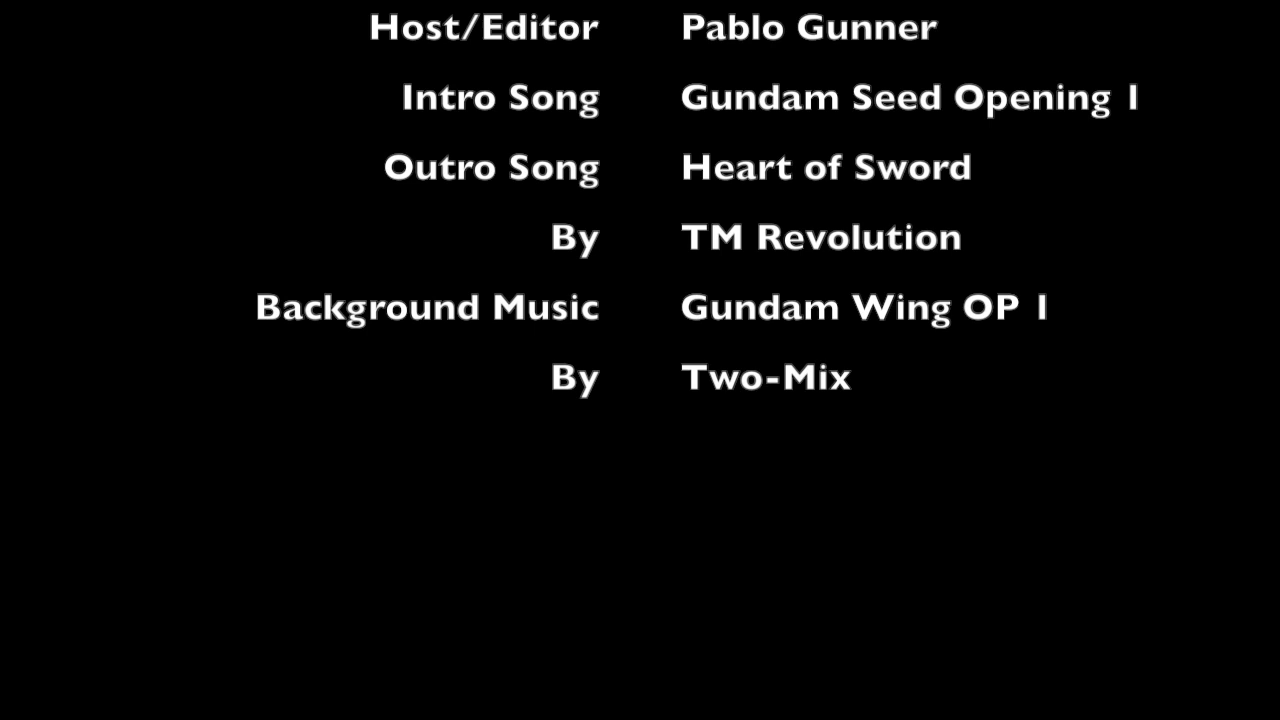 Host/Editor Pablo Gunner
Intro Song Gundam Seed Opening 1
Outro Song Heart of Sword
By TM Revolution
Background Music Gundam Wing OP 1
By Two-Mix